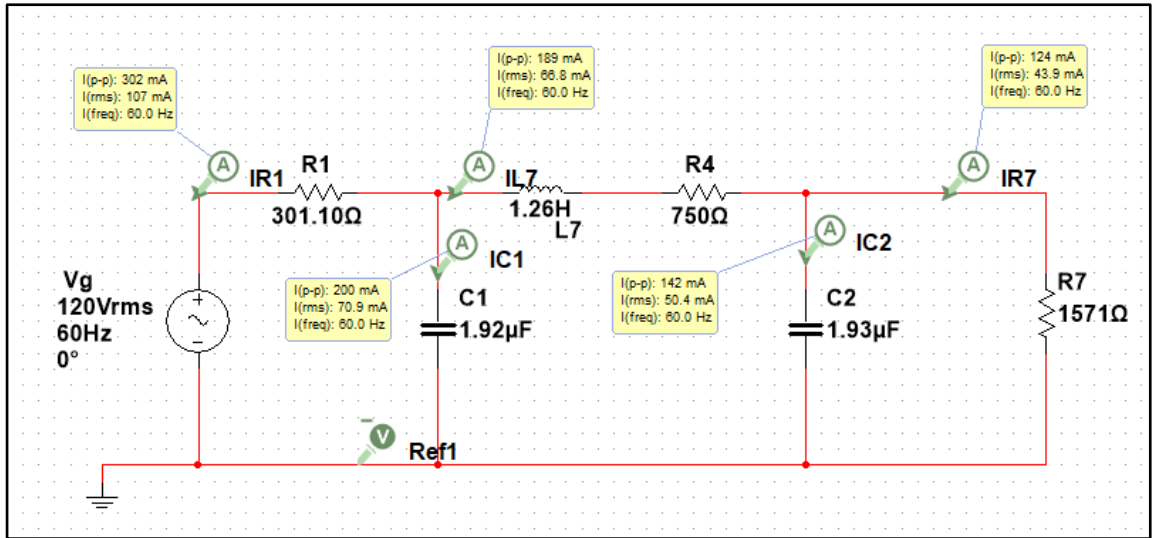 I(p-p): 302 mA
I(rms): 107 mA
I(freq): 60.0 Hz
I(p-p): 189 mA
I(rms): 66.8 mA
I(freq): 60.0 Hz
I(p-p): 124 mA
I(rms): 43.9 mA
I(freq): 60.0 Hz
A
IR1
R1
301.10Ω
A
IL7
1.26H
L7
R4
750Ω
A
IR7
A
IC1
I(p-p): 200 mA
I(rms): 70.9 mA
I(freq): 60.0 Hz
C1
1.92µF
A
IC2
I(p-p): 142 mA
I(rms): 50.4 mA
I(freq): 60.0 Hz
C2
1.93µF
R7
1571Ω
Vg
120Vrms
60Hz
0°
V
Ref1